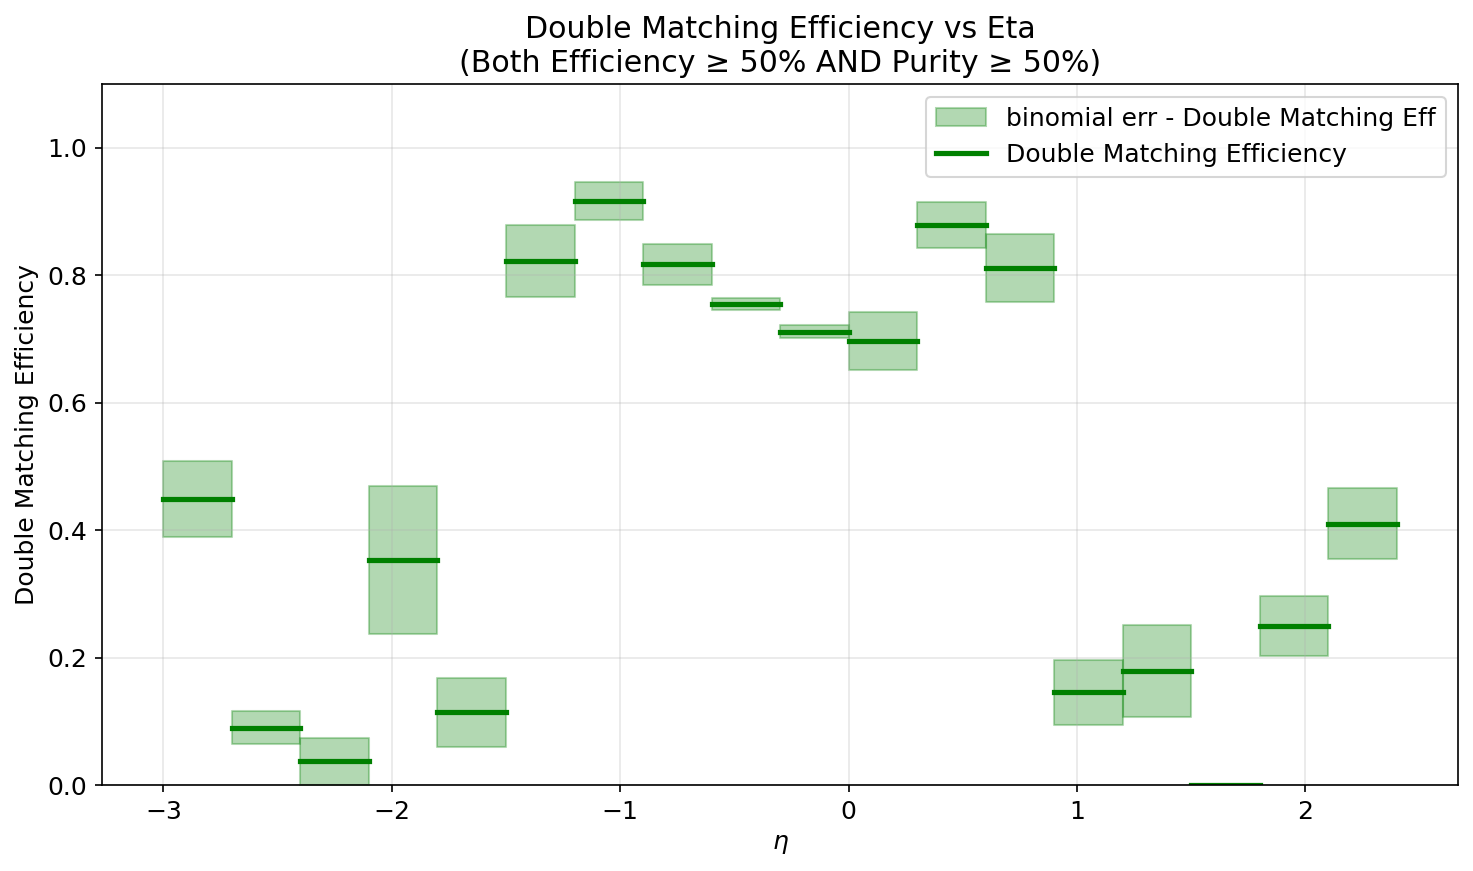 Double Matching Efficiency vs Eta
(Both Efficiency ≥ 50% AND Purity ≥ 50%)
binomial err - Double Matching Eff
Double Matching Efficiency
Double Matching Efficiency
1.0
0.8
0.6
0.4
0.2
0.0
−3
−2
−1
0
1
2
η